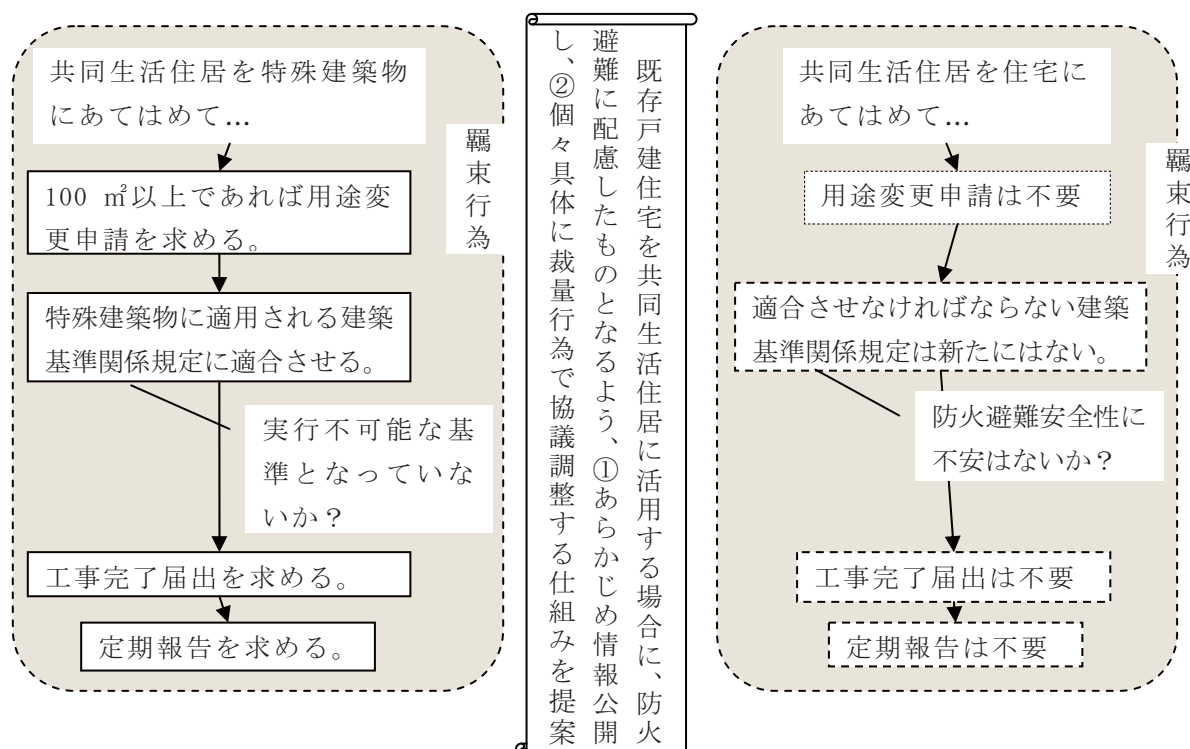 共同生活住居を特殊建築物
にあてはめて…
羈束行為
100 ㎡以上であれば用途変
更申請を求める。
特殊建築物に適用される建築
基準関係規定に適合させる。
実行不可能な基
準となっていな
いか？
工事完了届出を求める。
定期報告を求める。
既存戸建住宅を共同生活住居に活用する場合に、防火
避難に配慮したものとなるよう、①あらかじめ情報公開
し、②個々具体に裁量行為で協議調整する仕組みを提案
共同生活住居を住宅に
あてはめて…
羈束行為
用途変更申請は不要
適合させなければならない建築
基準関係規定は新たにはない。
防火避難安全性に
不安はないか？
工事完了届出は不要
定期報告は不要